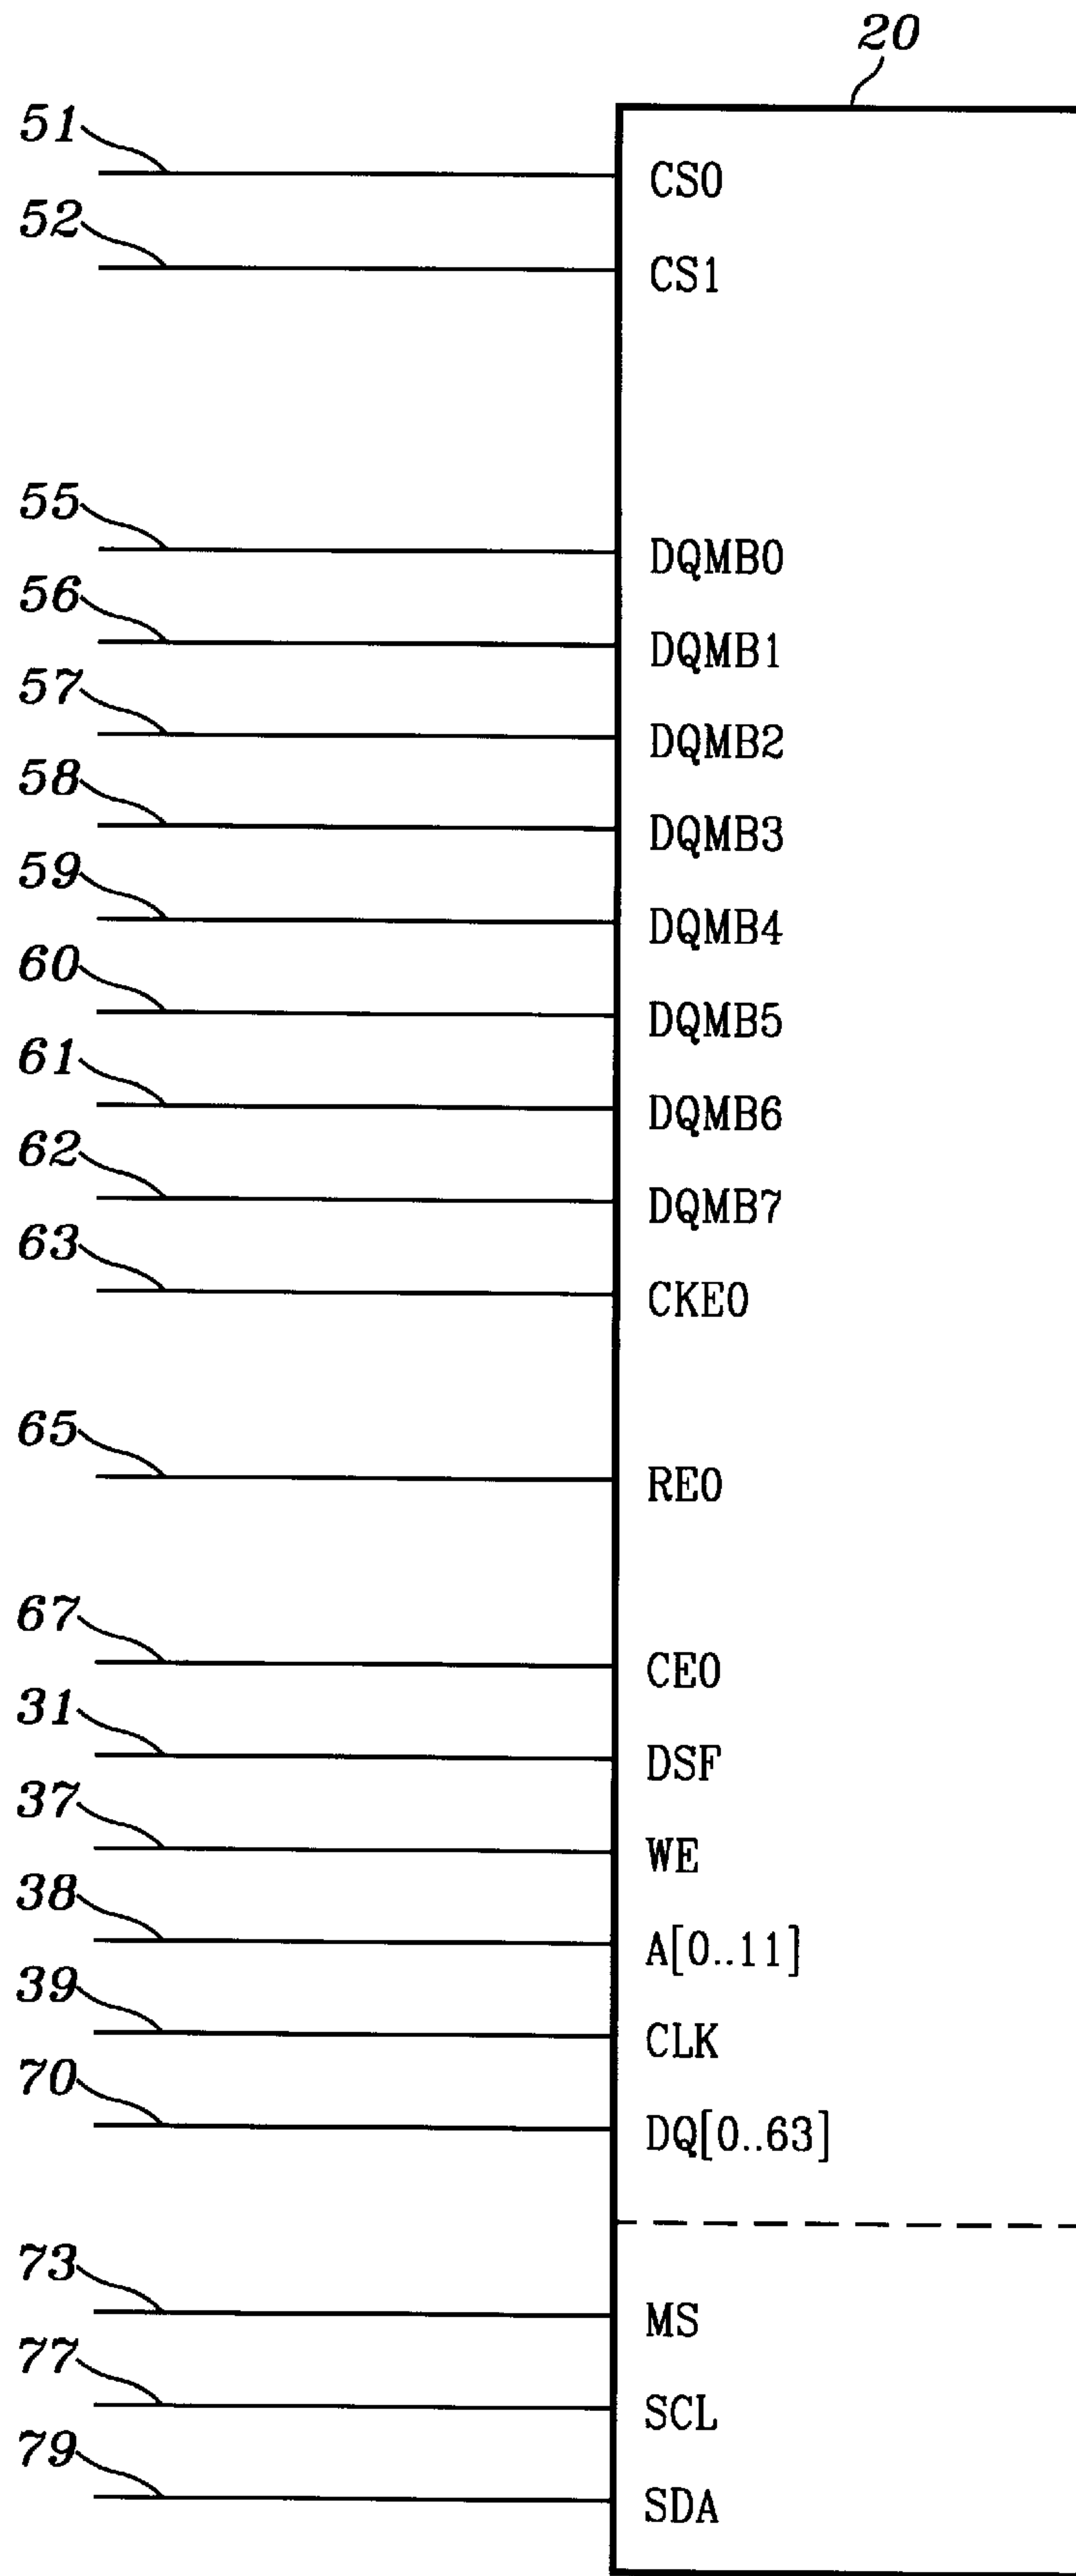 20
51
CS0
52
CS1
55
DQMB0
56
DQMB1
57
DQMB2
58
DQMB3
59
DQMB4
60
DQMB5
61
DQMB6
62
DQMB7
63
CKE0
65
RE0
67
CE0
31
DSF
37
WE
38
A[0..11]
39
CLK
70
DQ[0..63]
73
MS
77
SCL
79
SDA